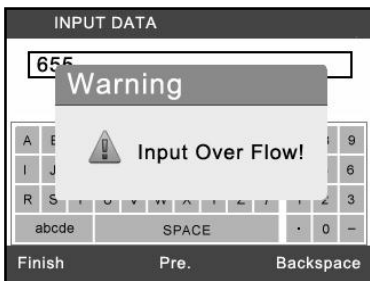 INPUT DATA
655
Warning
Input Over Flow!
A 9
I J 6
R S 3
abcde SPACE . 0 –
Finish Pre. Backspace